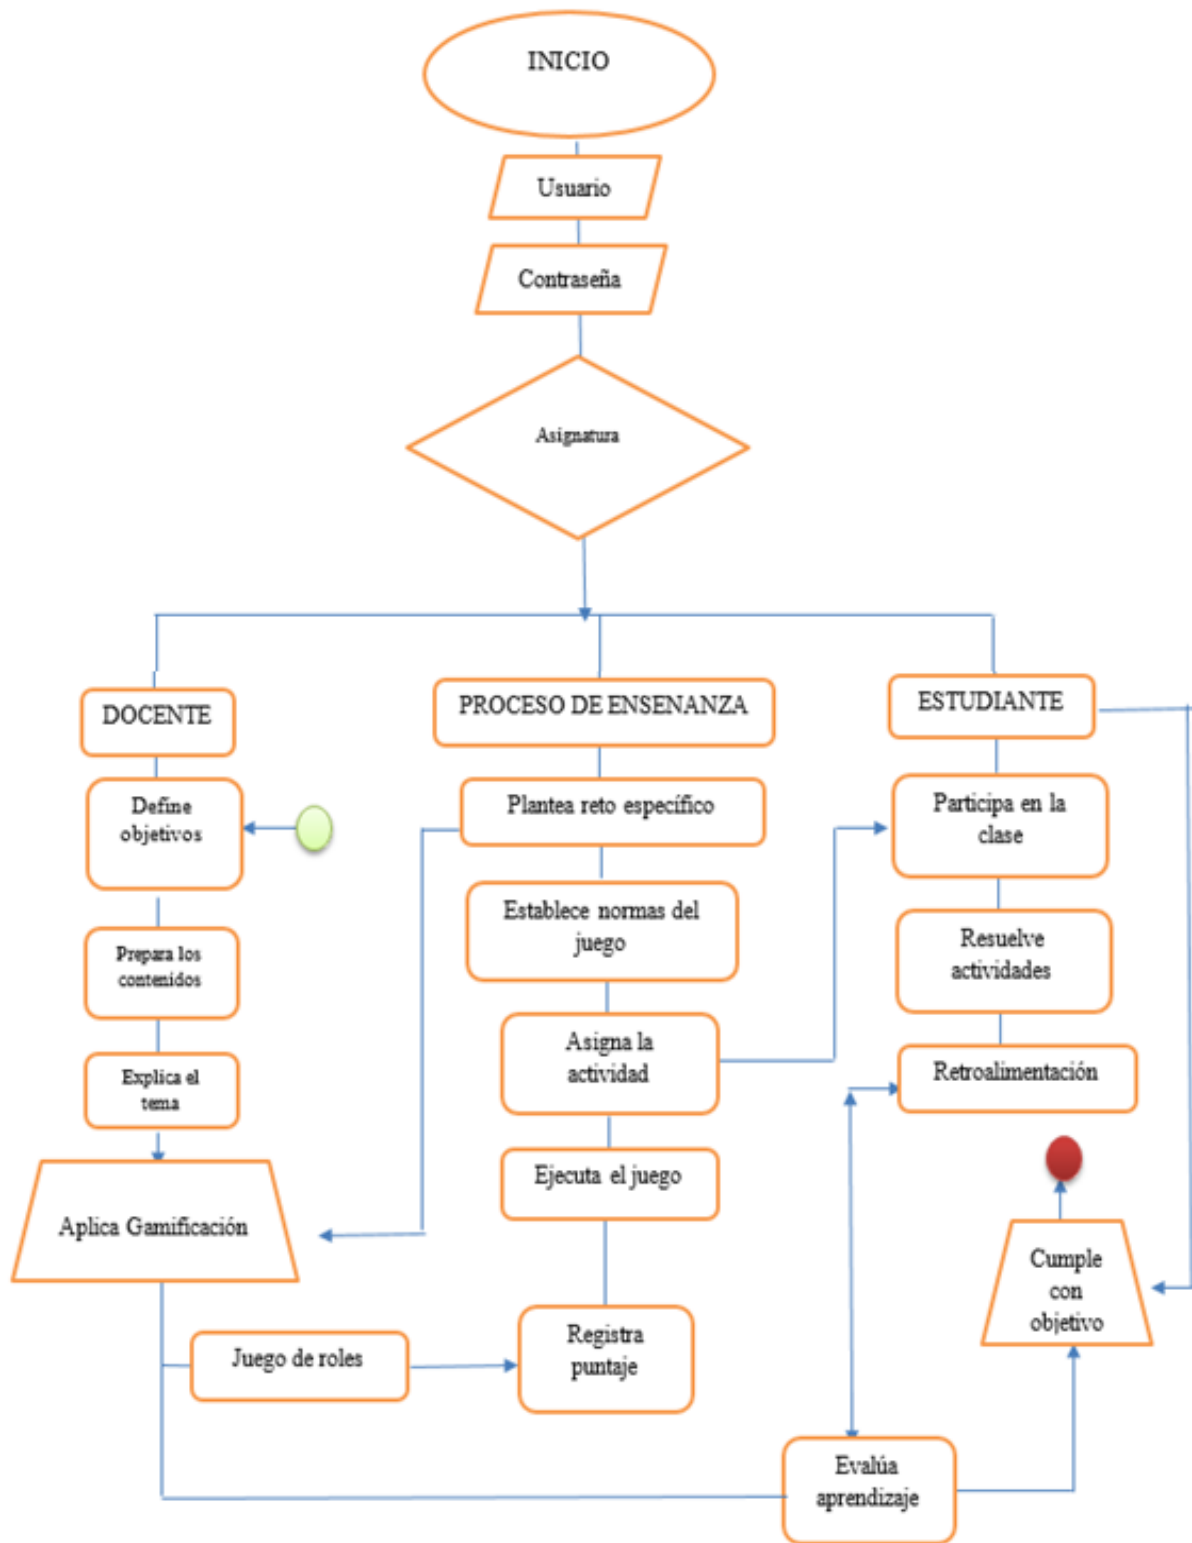 INICIO
Usuario
Contraseña
Asignatura
DOCENTE
Define
objetivos
Prepara los
contenidos
Explica el
tema
Aplica Gamificación
Juego de roles
PROCESO DE ENSENANZA
Plantea reto específico
Establece normas del
juego
Asigna la
actividad
Ejecuta el juego
Registra
puntaje
ESTUDIANTE
Participa en la
clase
Resuelve
actividades
Retroalimentación
Cumple
con
objetivo
Evalúa
aprendizaje